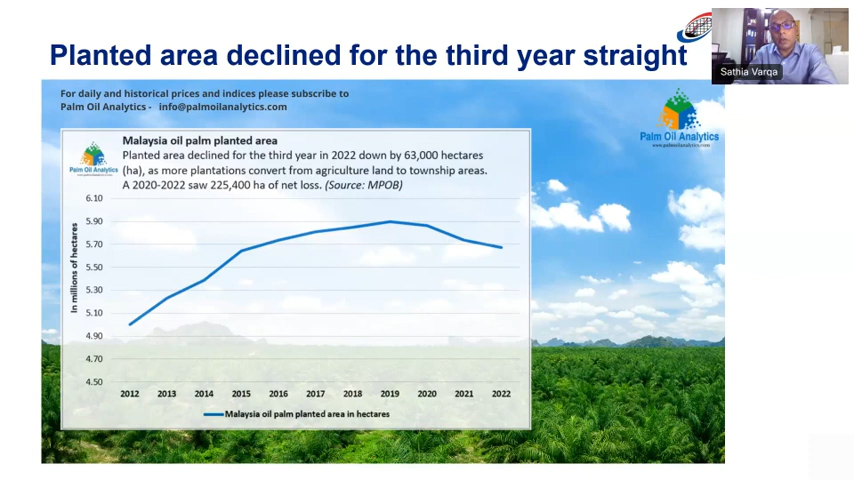 Planted area declined for the third year straight
Sathia Varqa
For daily and historical prices and indices please subscribe to
Palm Oil Analytics - info@palmoilanalytics.com
Palm Oil Analytics
www.palmoilanalytics.com
Malaysia oil palm planted area
Planted area declined for the third year in 2022 down by 63,000 hectares
(ha), as more plantations convert from agriculture land to township areas.
A 2020-2022 saw 225,400 ha of net loss. (Source: MPOB)
Palm Oil Analytics
6.10
5.90
5.70
5.50
5.30
5.10
4.90
4.70
4.50
In millions of hectares
2012 2013 2014 2015 2016 2017 2018 2019 2020 2021 2022
Malaysia oil palm planted area in hectares